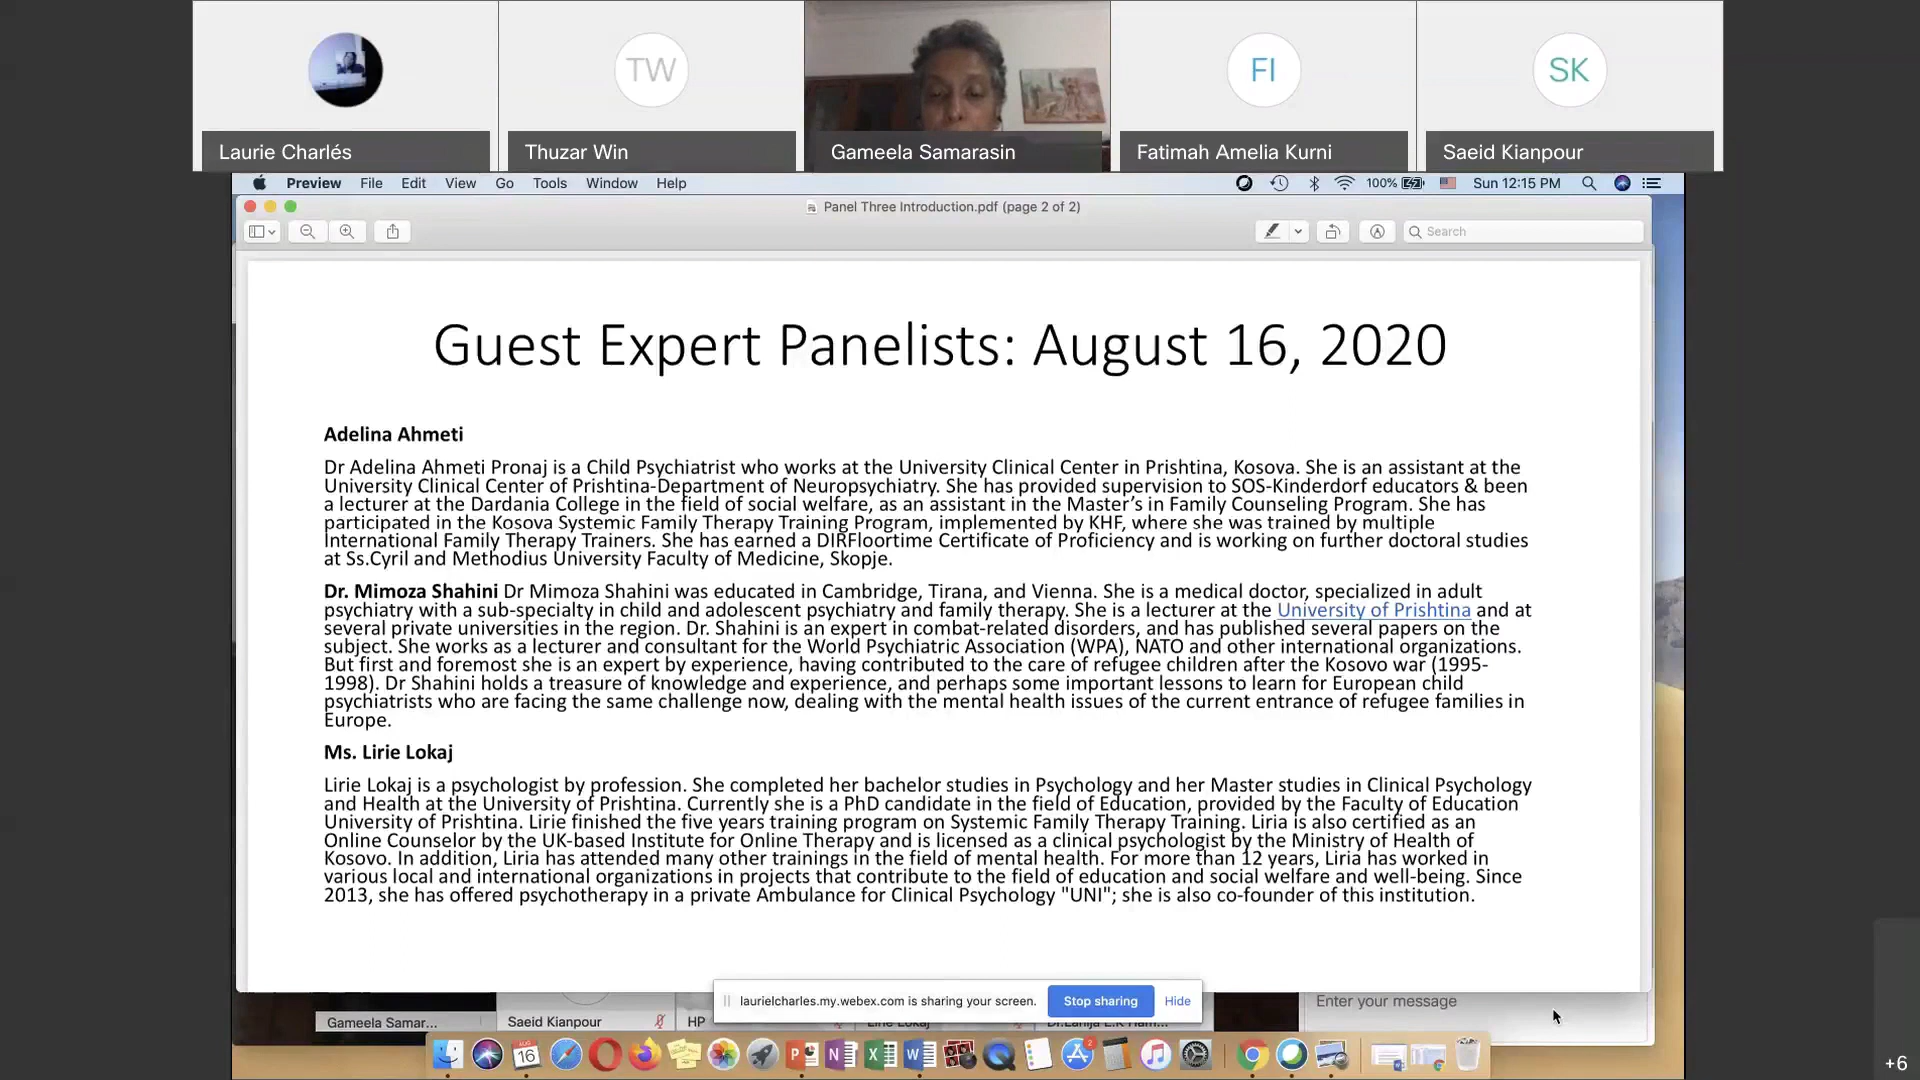 TW
FI
SK
Laurie Charlés
Thuzar Win
Gameela Samarasin
Fatimah Amelia Kurni
Saeid Kianpour
Preview File Edit View Go Tools Window Help
100%
Sun 12:15 PM
Panel Three Introduction.pdf (page 2 of 2)
Search
Guest Expert Panelists: August 16, 2020
Adelina Ahmeti
Dr Adelina Ahmeti Pronaj is a Child Psychiatrist who works at the University Clinical Center in Prishtina, Kosova. She is an assistant at the
University Clinical Center of Prishtina-Department of Neuropsychiatry. She has provided supervision to SOS-Kinderdorf educators & been
a lecturer at the Dardania College in the field of social welfare, as an assistant in the Master’s in Family Counseling Program. She has
participated in the Kosova Systemic Family Therapy Training Program, implemented by KHF, where she was trained by multiple
International Family Therapy Trainers. She has earned a DIRFloortime Certificate of Proficiency and is working on further doctoral studies
at Ss.Cyril and Methodius University Faculty of Medicine, Skopje.
Dr. Mimoza Shahini Dr Mimoza Shahini was educated in Cambridge, Tirana, and Vienna. She is a medical doctor, specialized in adult
psychiatry with a sub-specialty in child and adolescent psychiatry and family therapy. She is a lecturer at the University of Prishtina and at
several private universities in the region. Dr. Shahini is an expert in combat-related disorders, and has published several papers on the
subject. She works as a lecturer and consultant for the World Psychiatric Association (WPA), NATO and other international organizations.
But first and foremost she is an expert by experience, having contributed to the care of refugee children after the Kosovo war (1995-
1998). Dr Shahini holds a treasure of knowledge and experience, and perhaps some important lessons to learn for European child
psychiatrists who are facing the same challenge now, dealing with the mental health issues of the current entrance of refugee families in
Europe.
Ms. Lirie Lokaj
Lirie Lokaj is a psychologist by profession. She completed her bachelor studies in Psychology and her Master studies in Clinical Psychology
and Health at the University of Prishtina. Currently she is a PhD candidate in the field of Education, provided by the Faculty of Education
University of Prishtina. Lirie finished the five years training program on Systemic Family Therapy Training. Liria is also certified as an
Online Counselor by the UK-based Institute for Online Therapy and is licensed as a clinical psychologist by the Ministry of Health of
Kosovo. In addition, Liria has attended many other trainings in the field of mental health. For more than 12 years, Liria has worked in
various local and international organizations in projects that contribute to the field of education and social welfare and well-being. Since
2013, she has offered psychotherapy in a private Ambulance for Clinical Psychology "UNI"; she is also co-founder of this institution.
laurielcharles.my.webex.com is sharing your screen.
Stop sharing
Hide
Enter your message
Gameela Samar...
Saeid Kianpour
HP
AUG
16
2
+6